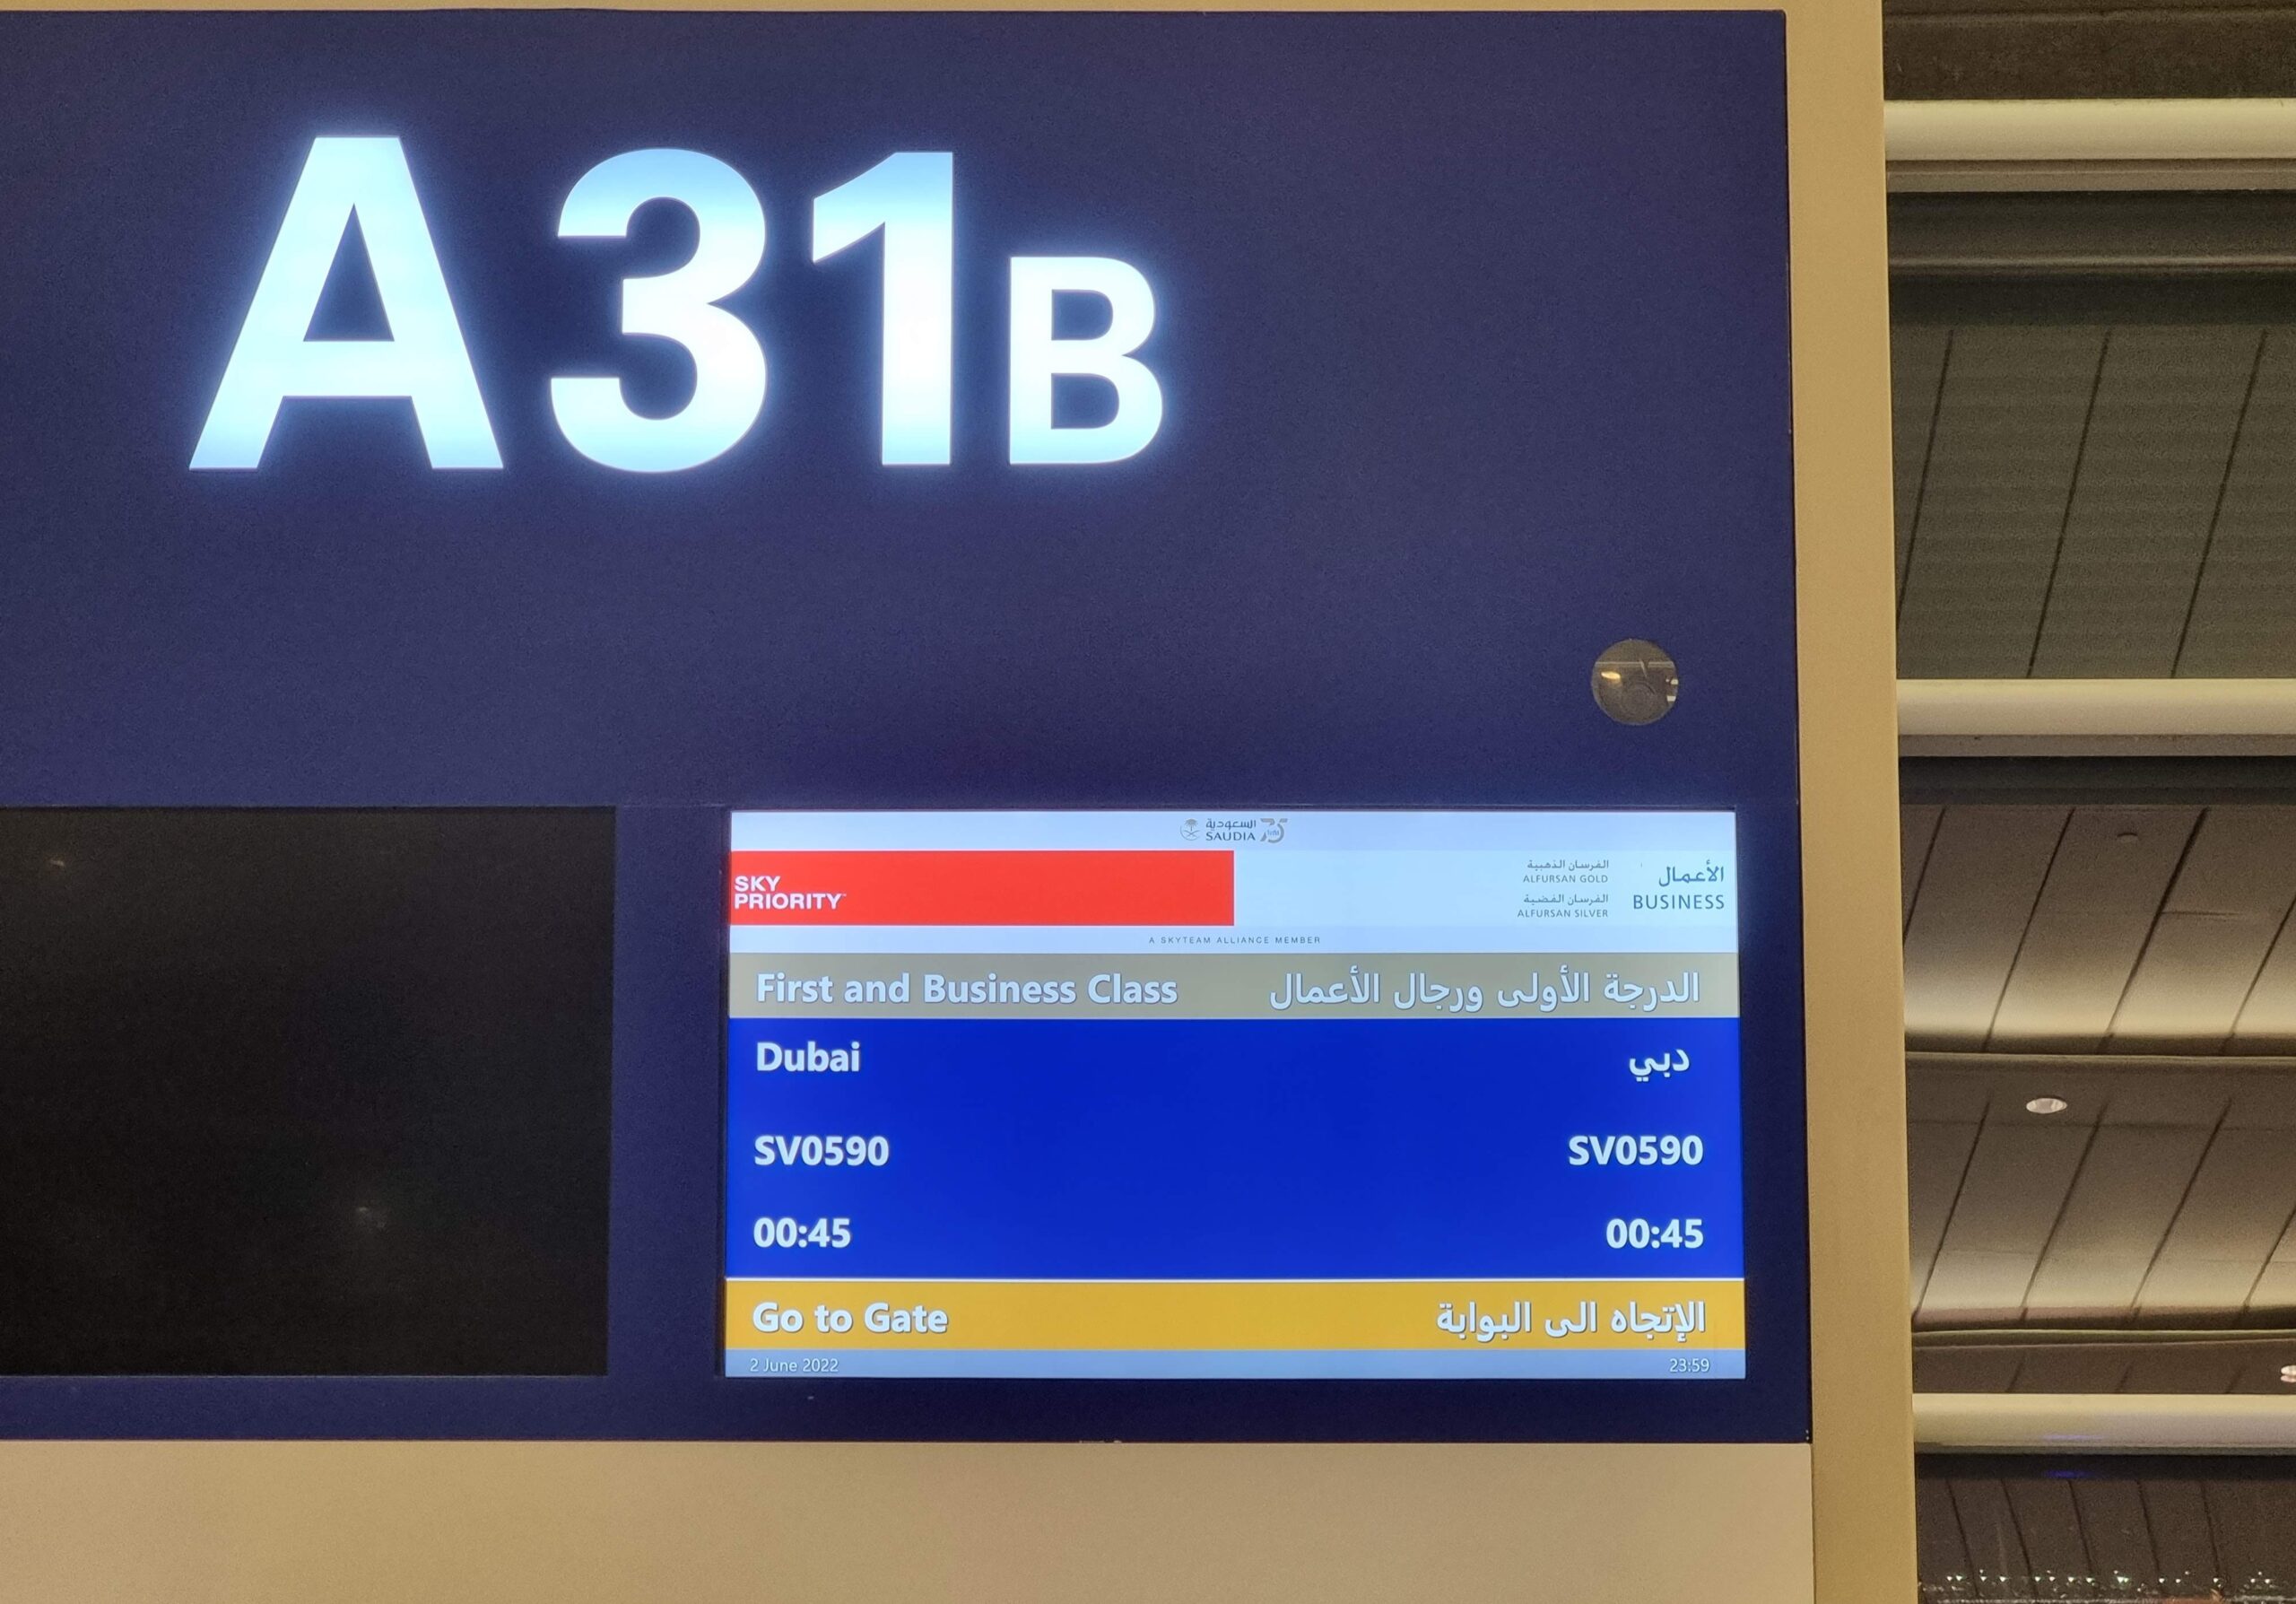 A31B
السعودية
SAUDIA 75
SKY
PRIORITY
الفرسان الذهبية
ALFURSAN GOLD
الفرسان الفضية
ALFURSAN SILVER
الأعمال
BUSINESS
A SKYTEAM ALLIANCE MEMBER
First and Business Class الدرجة الأولى ورجال الأعمال
Dubai دبي
SV0590 SV0590
00:45 00:45
Go to Gate الإتجاه الى البوابة
2 June 2022 23:59